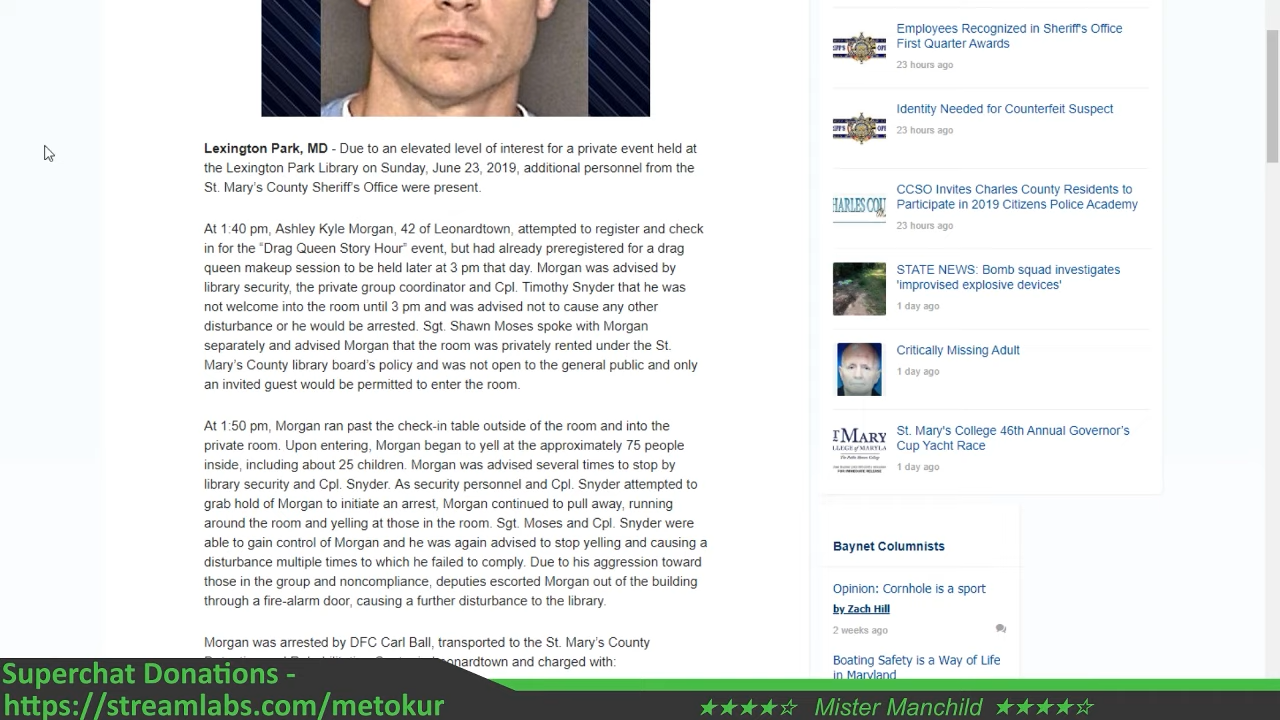 Lexington Park, MD - Due to an elevated level of interest for a private event held at
the Lexington Park Library on Sunday, June 23, 2019, additional personnel from the
St. Mary's County Sheriff's Office were present.
At 1:40 pm, Ashley Kyle Morgan, 42 of Leonardtown, attempted to register and check
in for the “Drag Queen Story Hour” event, but had already preregistered for a drag
queen makeup session to be held later at 3 pm that day. Morgan was advised by
library security, the private group coordinator and Cpl. Timothy Snyder that he was
not welcome into the room until 3 pm and was advised not to cause any other
disturbance or he would be arrested. Sgt. Shawn Moses spoke with Morgan
separately and advised Morgan that the room was privately rented under the St.
Mary's County library board's policy and was not open to the general public and only
an invited guest would be permitted to enter the room.
At 1:50 pm, Morgan ran past the check-in table outside of the room and into the
private room. Upon entering, Morgan began to yell at the approximately 75 people
inside, including about 25 children. Morgan was advised several times to stop by
library security and Cpl. Snyder. As security personnel and Cpl. Snyder attempted to
grab hold of Morgan to initiate an arrest, Morgan continued to pull away, running
around the room and yelling at those in the room. Sgt. Moses and Cpl. Snyder were
able to gain control of Morgan and he was again advised to stop yelling and causing a
disturbance multiple times to which he failed to comply. Due to his aggression toward
those in the group and noncompliance, deputies escorted Morgan out of the building
through a fire-alarm door, causing a further disturbance to the library.
Morgan was arrested by DFC Carl Ball, transported to the St. Mary's County
onardtown and charged with:
Employees Recognized in Sheriff's Office
First Quarter Awards
23 hours ago
Identity Needed for Counterfeit Suspect
23 hours ago
HARLES COU
CCSO Invites Charles County Residents to
Participate in 2019 Citizens Police Academy
23 hours ago
STATE NEWS: Bomb squad investigates
'improvised explosive devices'
1 day ago
Critically Missing Adult
1 day ago
T MARY
St. Mary's College 46th Annual Governor's
Cup Yacht Race
1 day ago
Baynet Columnists
Opinion: Cornhole is a sport
by Zach Hill
2 weeks ago
Boating Safety is a Way of Life
in Maryland
Superchat Donations -
https://streamlabs.com/metokur
★★★★☆ Mister Manchild ★★★★☆